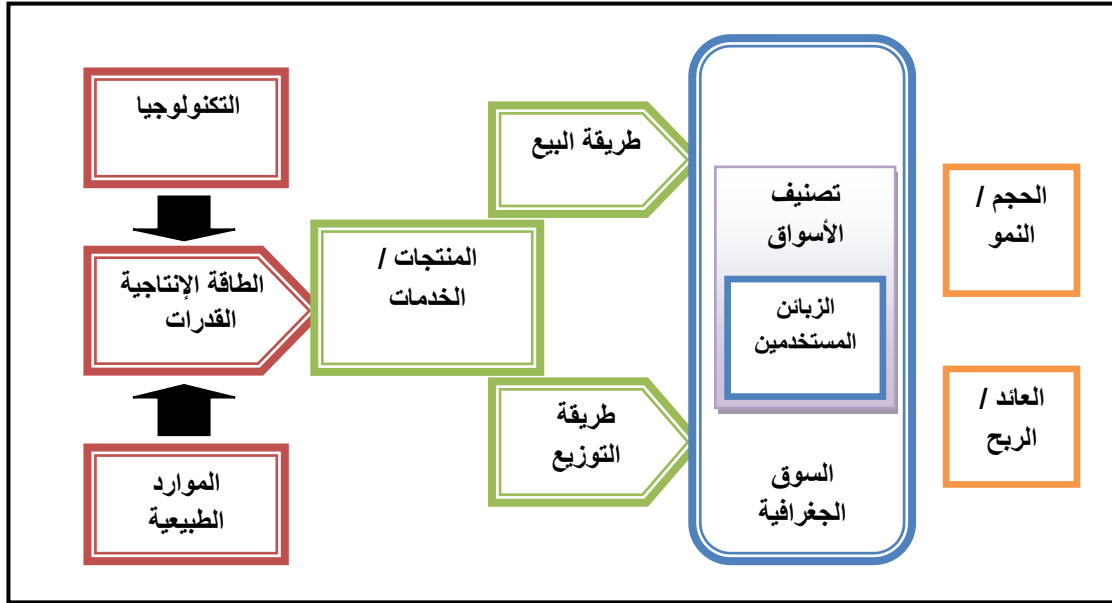 التكنولوجيا
الطاقة الإنتاجية
القدرات
الموارد
الطبيعية
المنتجات /
الخدمات
طريقة البيع
طريقة
التوزيع
تصنيف
الأسواق
الزبائن
المستخدمين
السوق
الجغرافية
الحجم /
النمو
العائد /
الربح